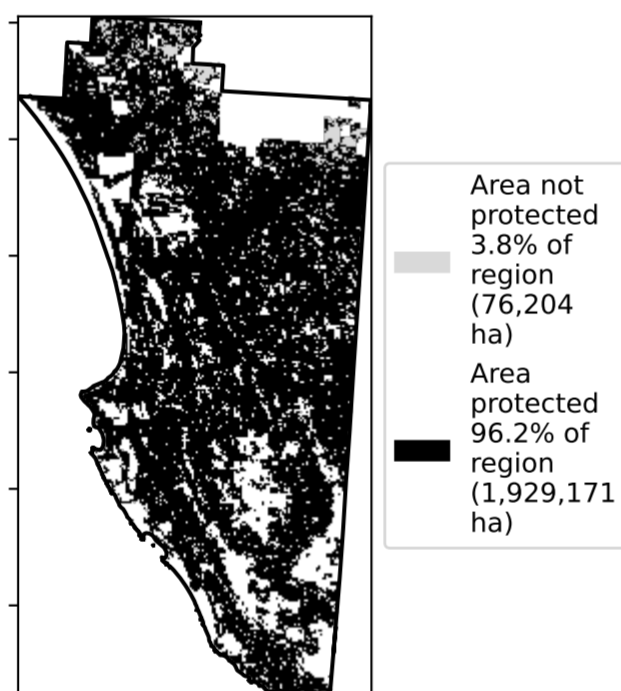 Area not
protected
3.8% of
region
(76,204
ha)
Area
protected
96.2% of
region
(1,929,171
ha)